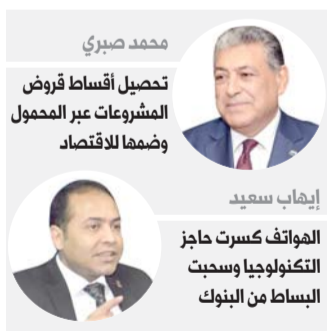 محمد صبري
تحصيل أقساط قروض
المشروعات عبر المحمول
وضمها للاقتصاد
إيهاب سعيد
الهواتف كسرت حاجز
التكنولوجيا وسحبت
البساط من البنوك